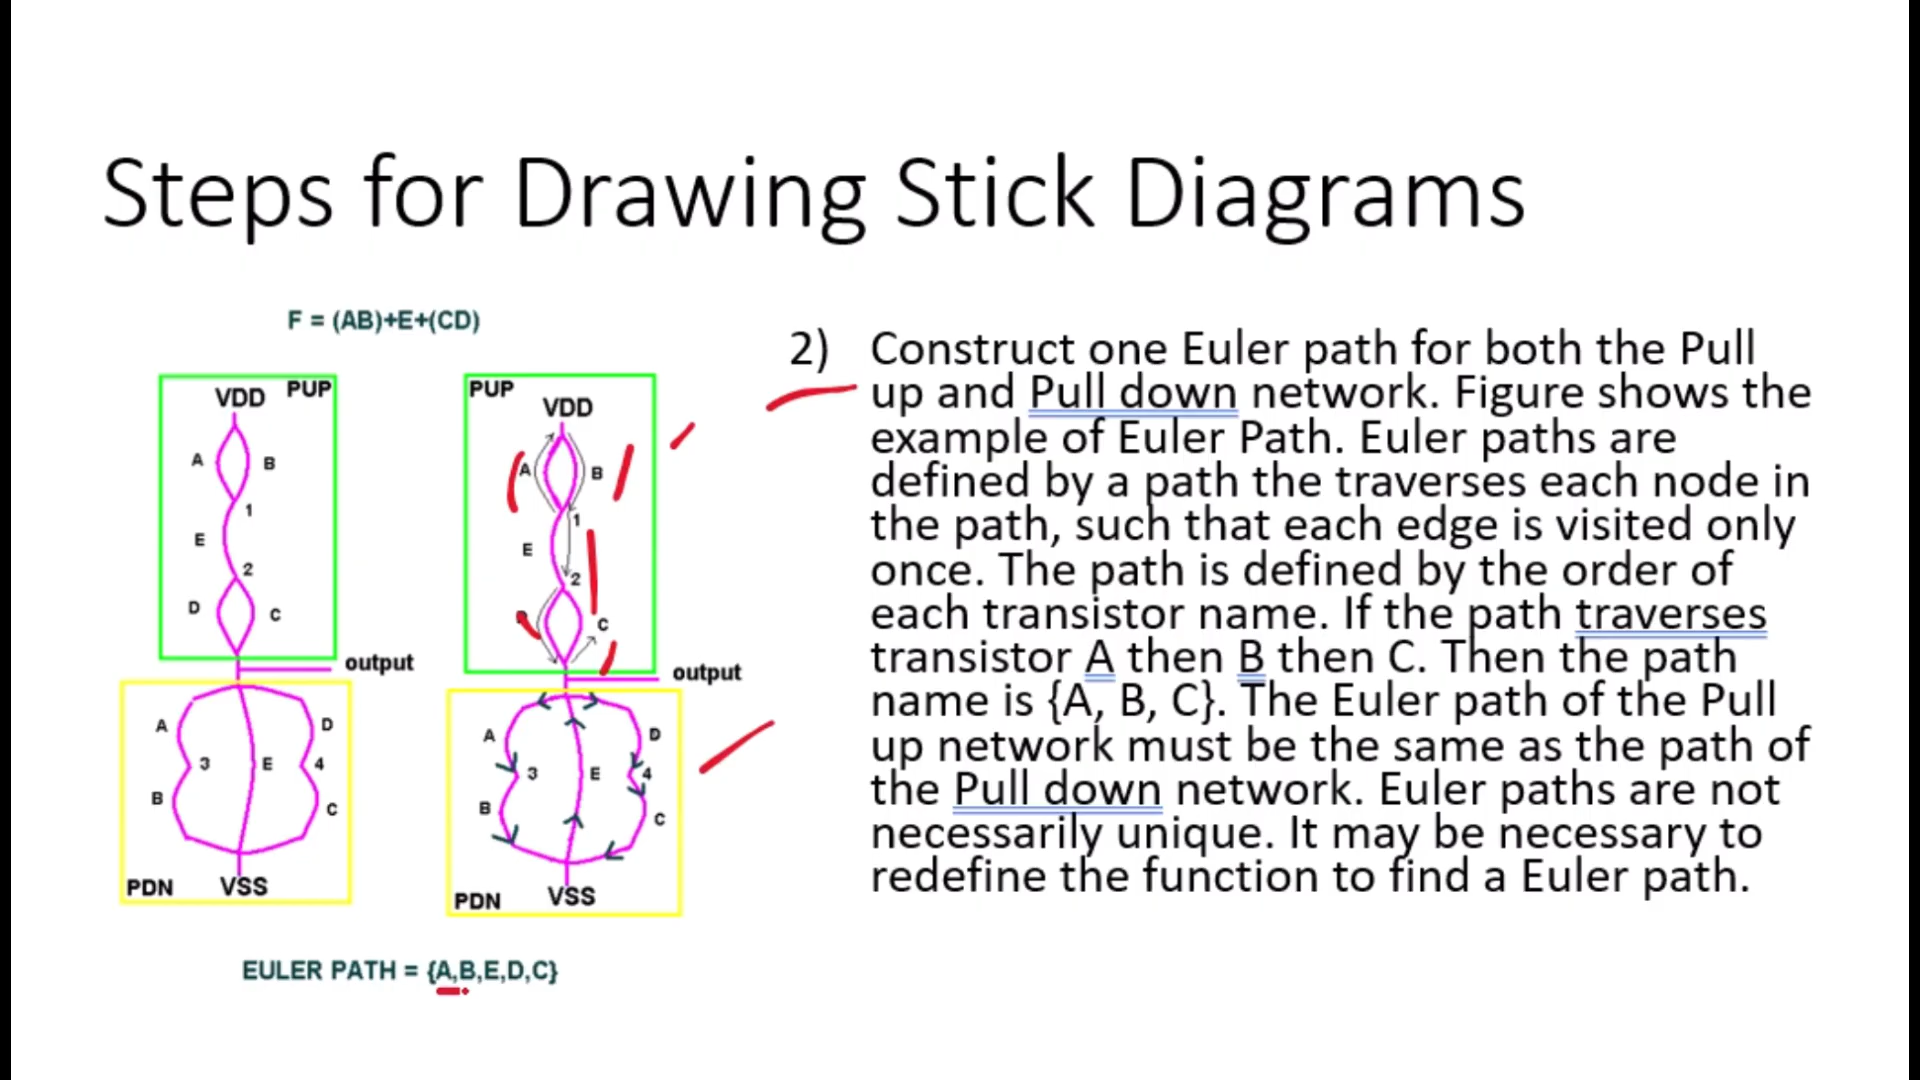 Steps for Drawing Stick Diagrams
F = (AB)+E+(CD)
VDD PUP
A B
1
E
2
D C
output
A D
3 E 4
B C
PDN VSS
PUP
VDD
A B
1
E
2
C
output
A D
3 E 4
B C
VSS
PDN
EULER PATH = {A,B,E,D,C}
2) Construct one Euler path for both the Pull
up and Pull down network. Figure shows the
example of Euler Path. Euler paths are
defined by a path the traverses each node in
the path, such that each edge is visited only
once. The path is defined by the order of
each transistor name. If the path traverses
transistor A then B then C. Then the path
name is {A, B, C}. The Euler path of the Pull
up network must be the same as the path of
the Pull down network. Euler paths are not
necessarily unique. It may be necessary to
redefine the function to find a Euler path.